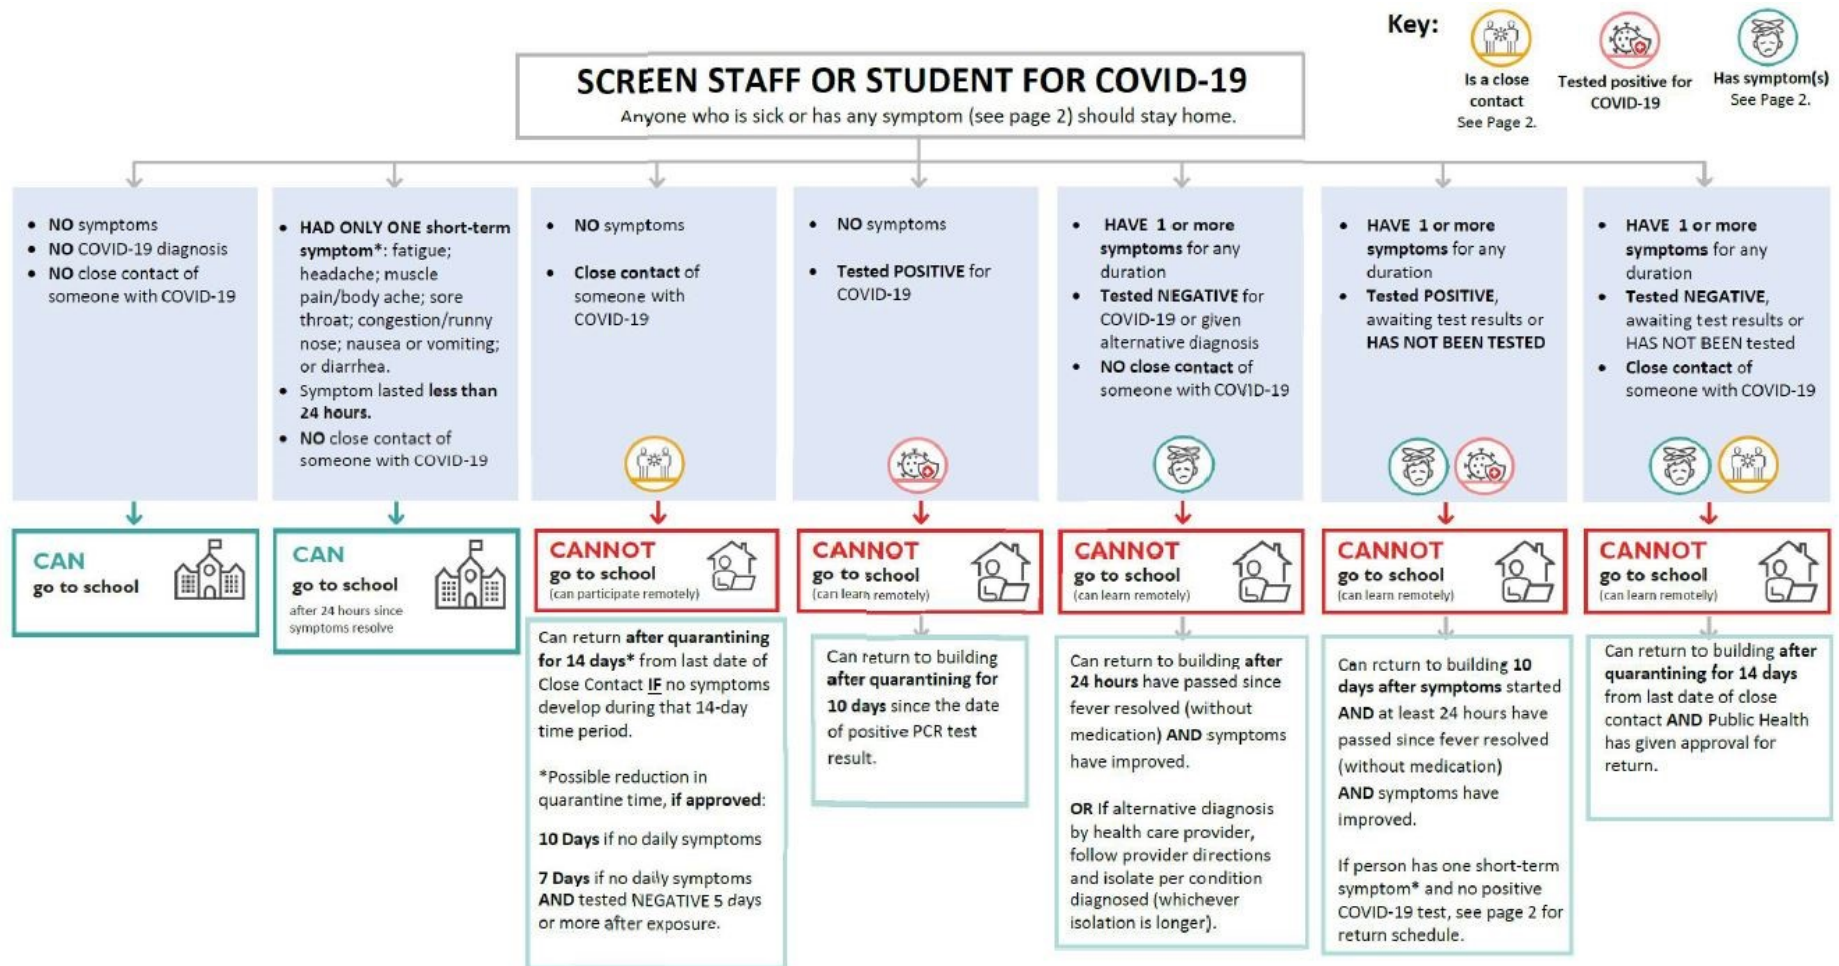 Key:
Is a close
contact
See Page 2.
Tested positive for
COVID-19
Has symptom(s)
See Page 2.
SCREEN STAFF OR STUDENT FOR COVID-19
Anyone who is sick or has any symptom (see page 2) should stay home.
• NO symptoms
• NO COVID-19 diagnosis
• NO close contact of
someone with COVID-19
CAN
go to school
• HAD ONLY ONE short-term
symptom*: fatigue;
headache; muscle
pain/body ache; sore
throat; congestion/runny
nose; nausea or vomiting;
or diarrhea.
• Symptom lasted less than
24 hours.
• NO close contact of
someone with COVID-19
CAN
go to school
after 24 hours since
symptoms resolve
• NO symptoms
• Close contact of
someone with
COVID-19
CANNOT
go to school
(can participate remotely)
Can return after quarantining
for 14 days* from last date of
Close Contact IF no symptoms
develop during that 14-day
time period.
*Possible reduction in
quarantine time, if approved:
10 Days if no daily symptoms
7 Days if no daily symptoms
AND tested NEGATIVE 5 days
or more after exposure.
• NO symptoms
• Tested POSITIVE for
COVID-19
CANNOT
go to school
(can learn remotely)
Can return to building
after quarantining for
10 days since the date
of positive PCR test
result.
• HAVE 1 or more
symptoms for any
duration
• Tested NEGATIVE for
COVID-19 or given
alternative diagnosis
• NO close contact of
someone with COVID-19
CANNOT
go to school
(can learn remotely)
Can return to building after
24 hours have passed since
fever resolved (without
medication) AND symptoms
have improved.
OR If alternative diagnosis
by health care provider,
follow provider directions
and isolate per condition
diagnosed (whichever
isolation is longer).
• HAVE 1 or more
symptoms for any
duration
• Tested POSITIVE,
awaiting test results or
HAS NOT BEEN TESTED
CANNOT
go to school
(can learn remotely)
Can return to building 10
days after symptoms started
AND at least 24 hours have
passed since fever resolved
(without medication)
AND symptoms have
improved.
If person has one short-term
symptom* and no positive
COVID-19 test, see page 2 for
return schedule.
• HAVE 1 or more
symptoms for any
duration
• Tested NEGATIVE,
awaiting test results or
HAS NOT BEEN tested
• Close contact of
someone with COVID-19
CANNOT
go to school
(can learn remotely)
Can return to building after
quarantining for 14 days
from last date of close
contact AND Public Health
has given approval for
return.